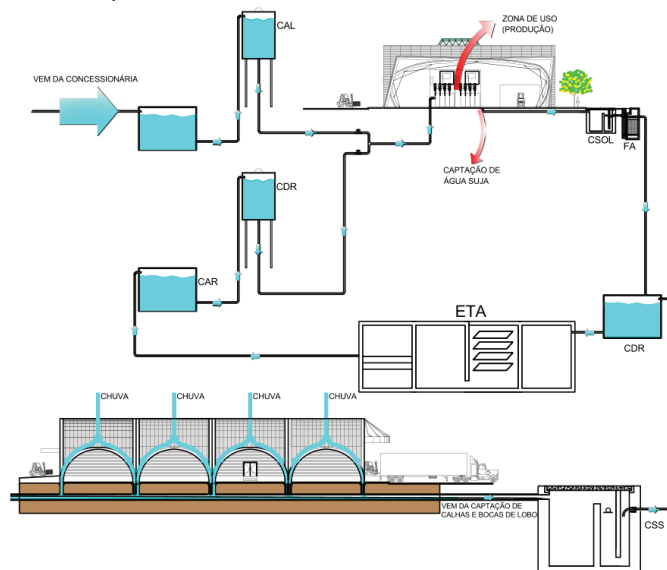 CAL
ZONA DE USO
(PRODUÇÃO)
VEM DA CONCESSIONÁRIA
CSOL
FA
CAPTAÇÃO DE
ÁGUA SUJA
CDR
CAR
ETA
CDR
CHUVA
CHUVA
CHUVA
CHUVA
VEM DA CAPTAÇÃO DE
CALHAS E BOCAS DE LOBO
CSS